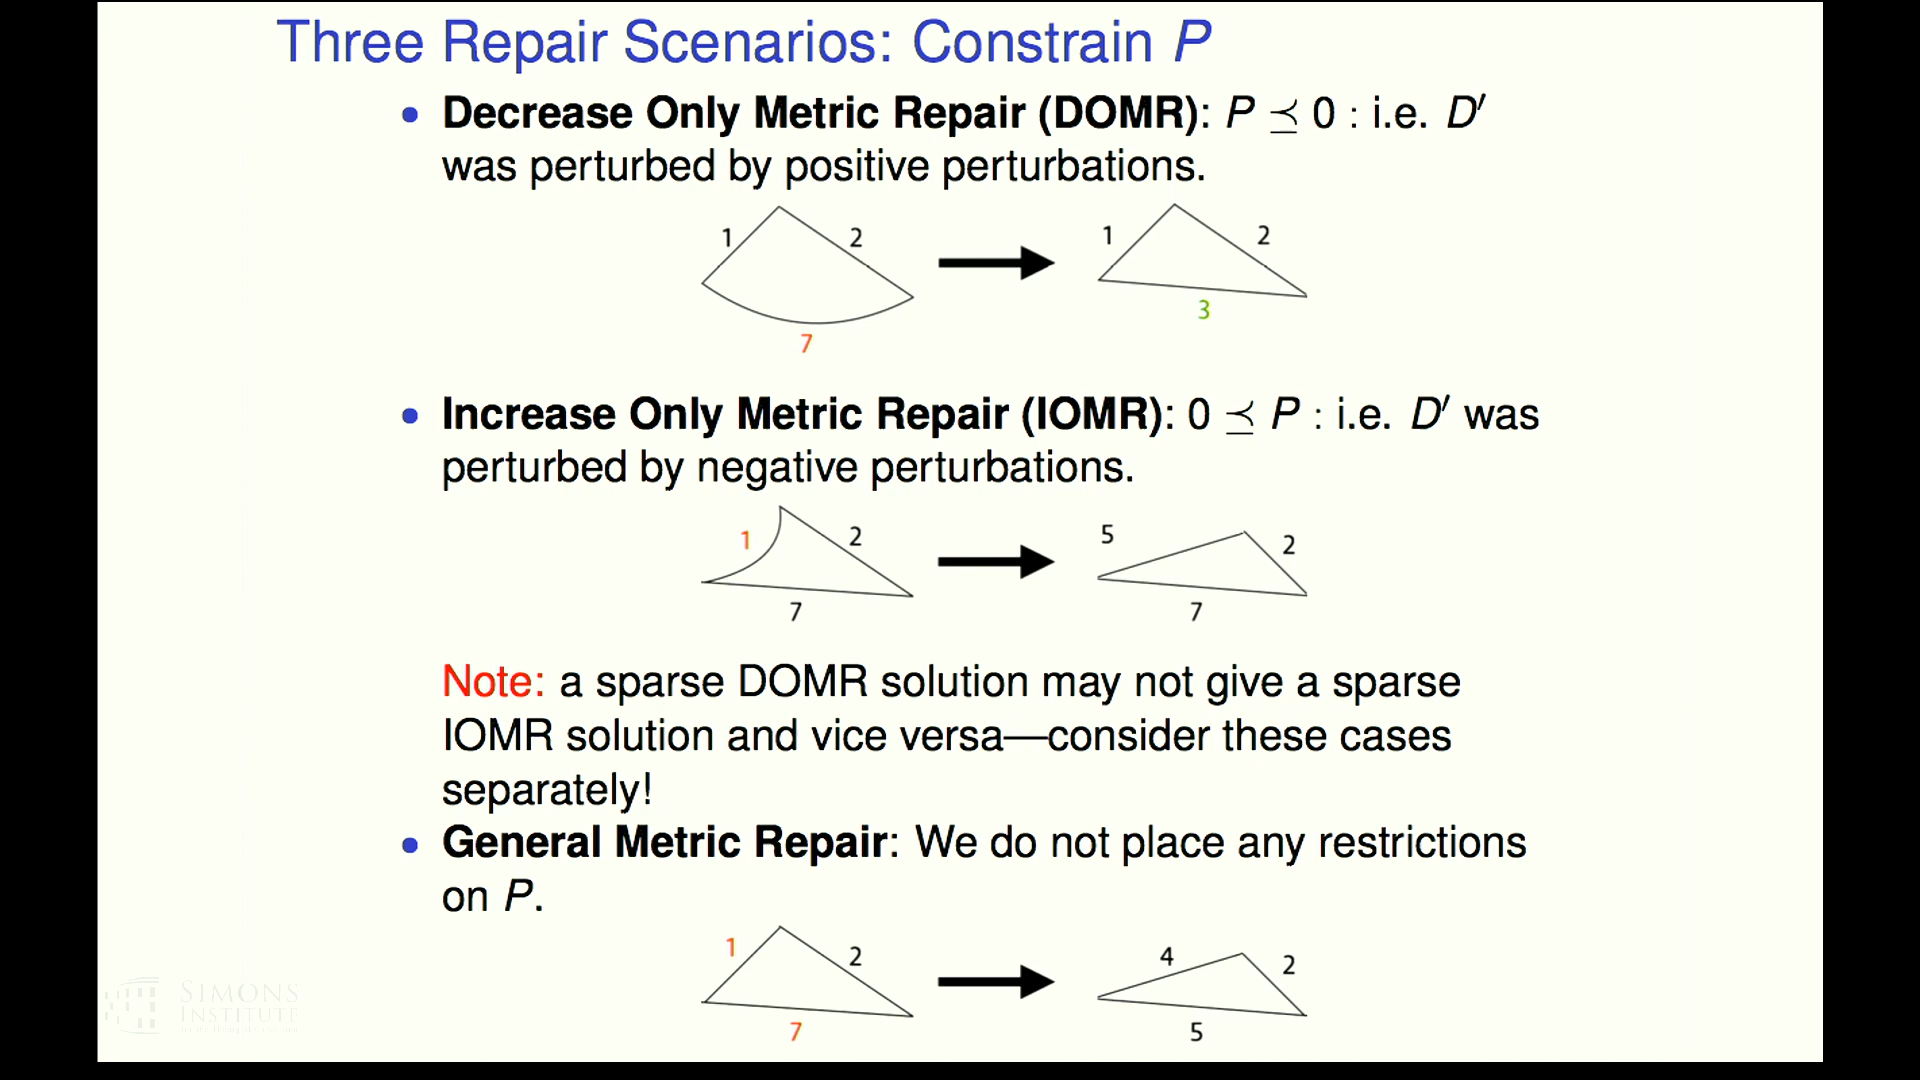 Three Repair Scenarios: Constrain P
• Decrease Only Metric Repair (DOMR): P ⪯ 0 : i.e. D′
was perturbed by positive perturbations.
1 2 1 2
7 3
• Increase Only Metric Repair (IOMR): 0 ⪯ P : i.e. D′ was
perturbed by negative perturbations.
1 2 5 2
7 7
Note: a sparse DOMR solution may not give a sparse
IOMR solution and vice versa—consider these cases
separately!
• General Metric Repair: We do not place any restrictions
on P.
1 2 4 2
7 5
SIMONS
INSTITUTE